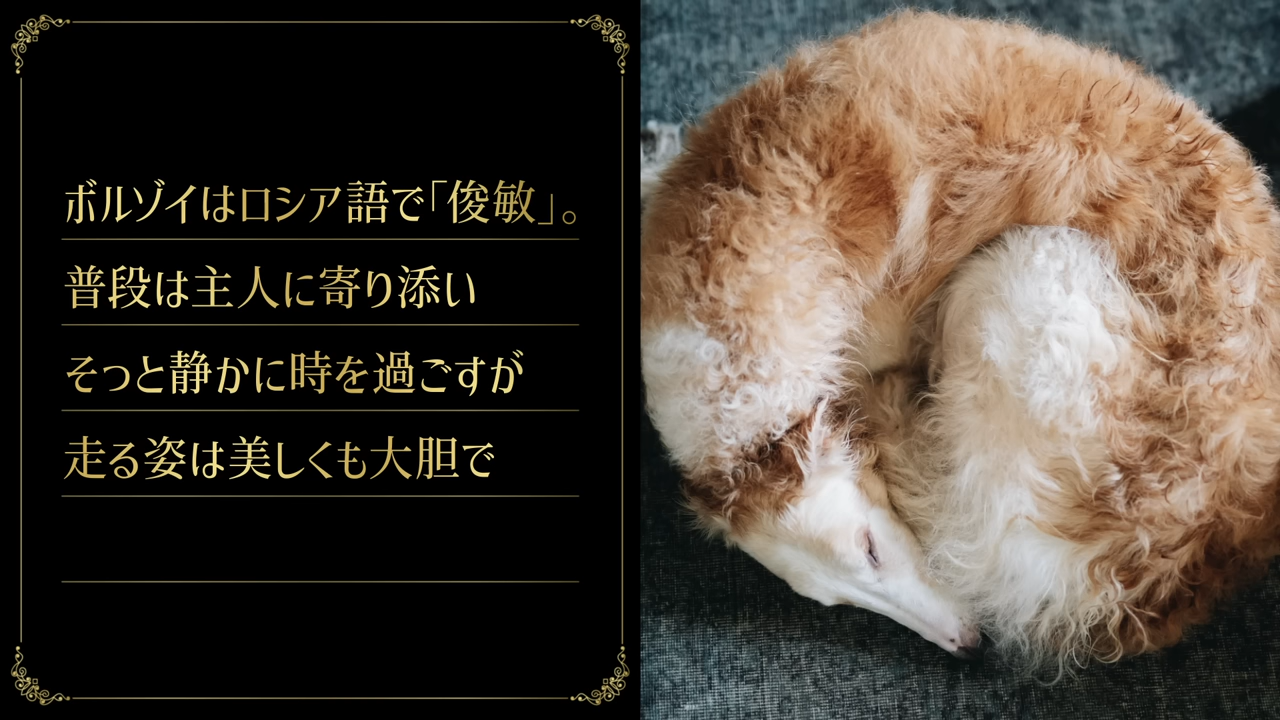 ボルゾイはロシア語で「俊敏」。
普段は主人に寄り添い
そっと静かに時を過ごすが
走る姿は美しくも大胆で